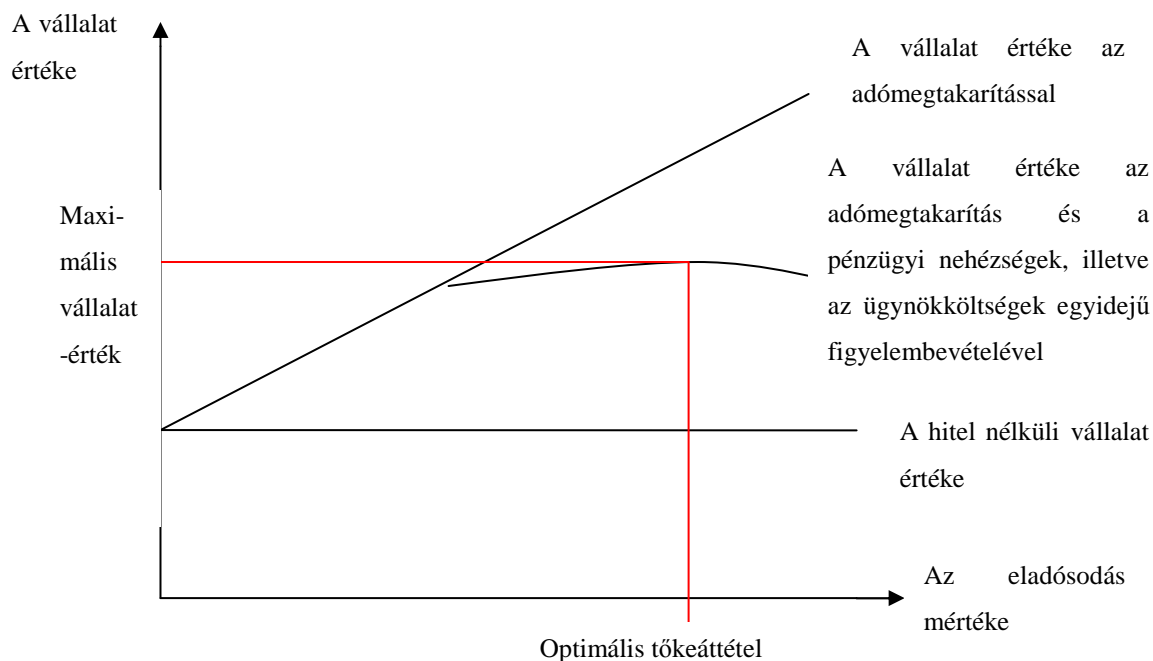 A vállalat
értéke
A vállalat értéke az
adómegtakarítással
A vállalat értéke az
adómegtakarítás és a
pénzügyi nehézségek, illetve
az ügynökköltségek egyidejű
figyelembevételével
Maxi-
mális
vállalat
-érték
A hitel nélküli vállalat
értéke
Az eladósodás
mértéke
Optimális tőkeáttétel